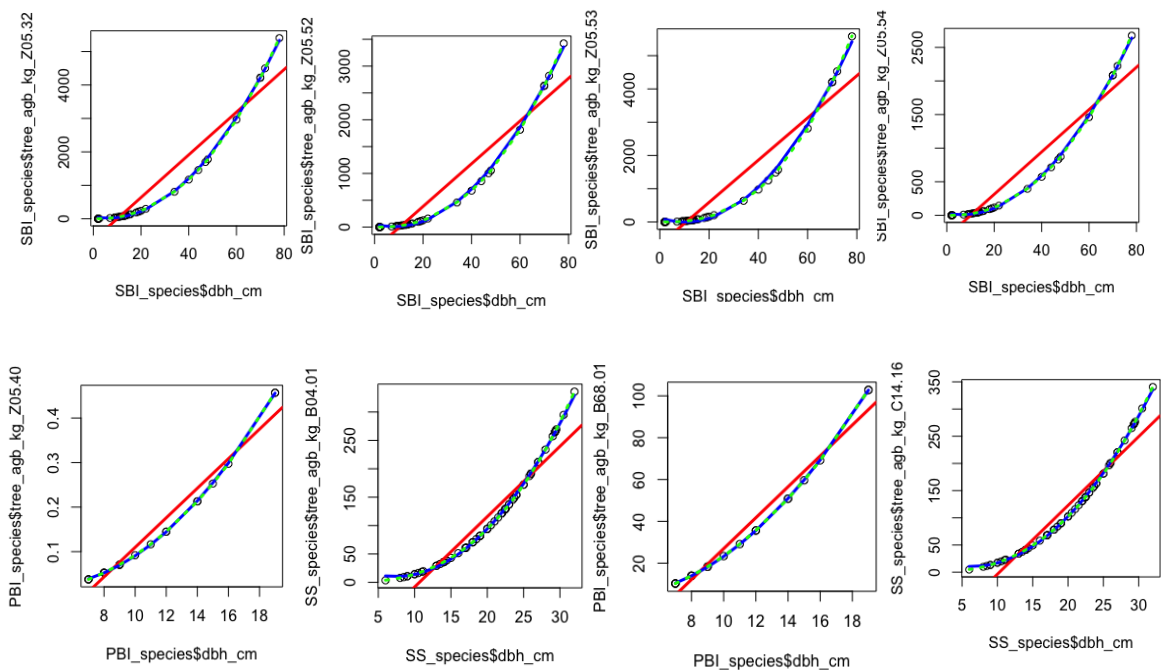 SBI_species$tree_agb_kg_Z05.32
0 2000 4000
0 20 40 60 80
SBI_species$dbh_cm
SBI_species$tree_agb_kg_Z05.52
0 500 1000 2000 3000
0 20 40 60 80
SBI_species$dbh_cm
SBI_species$tree_agb_kg_Z05.53
0 2000 4000
0 20 40 60 80
SBI_species$dbh_cm
SBI_species$tree_agb_kg_Z05.54
0 500 1500 2500
0 20 40 60 80
SBI_species$dbh_cm
PBI_species$tree_agb_kg_Z05.40
0.1 0.2 0.3 0.4
8 10 12 14 16 18
PBI_species$dbh_cm
SS_species$tree_agb_kg_B04.01
0 50 150 250
5 10 15 20 25 30
SS_species$dbh_cm
PBI_species$tree_agb_kg_B68.01
20 40 60 80 100
8 10 12 14 16 18
PBI_species$dbh_cm
SS_species$tree_agb_kg_C14.16
0 50 150 250 350
5 10 15 20 25 30
SS_species$dbh_cm